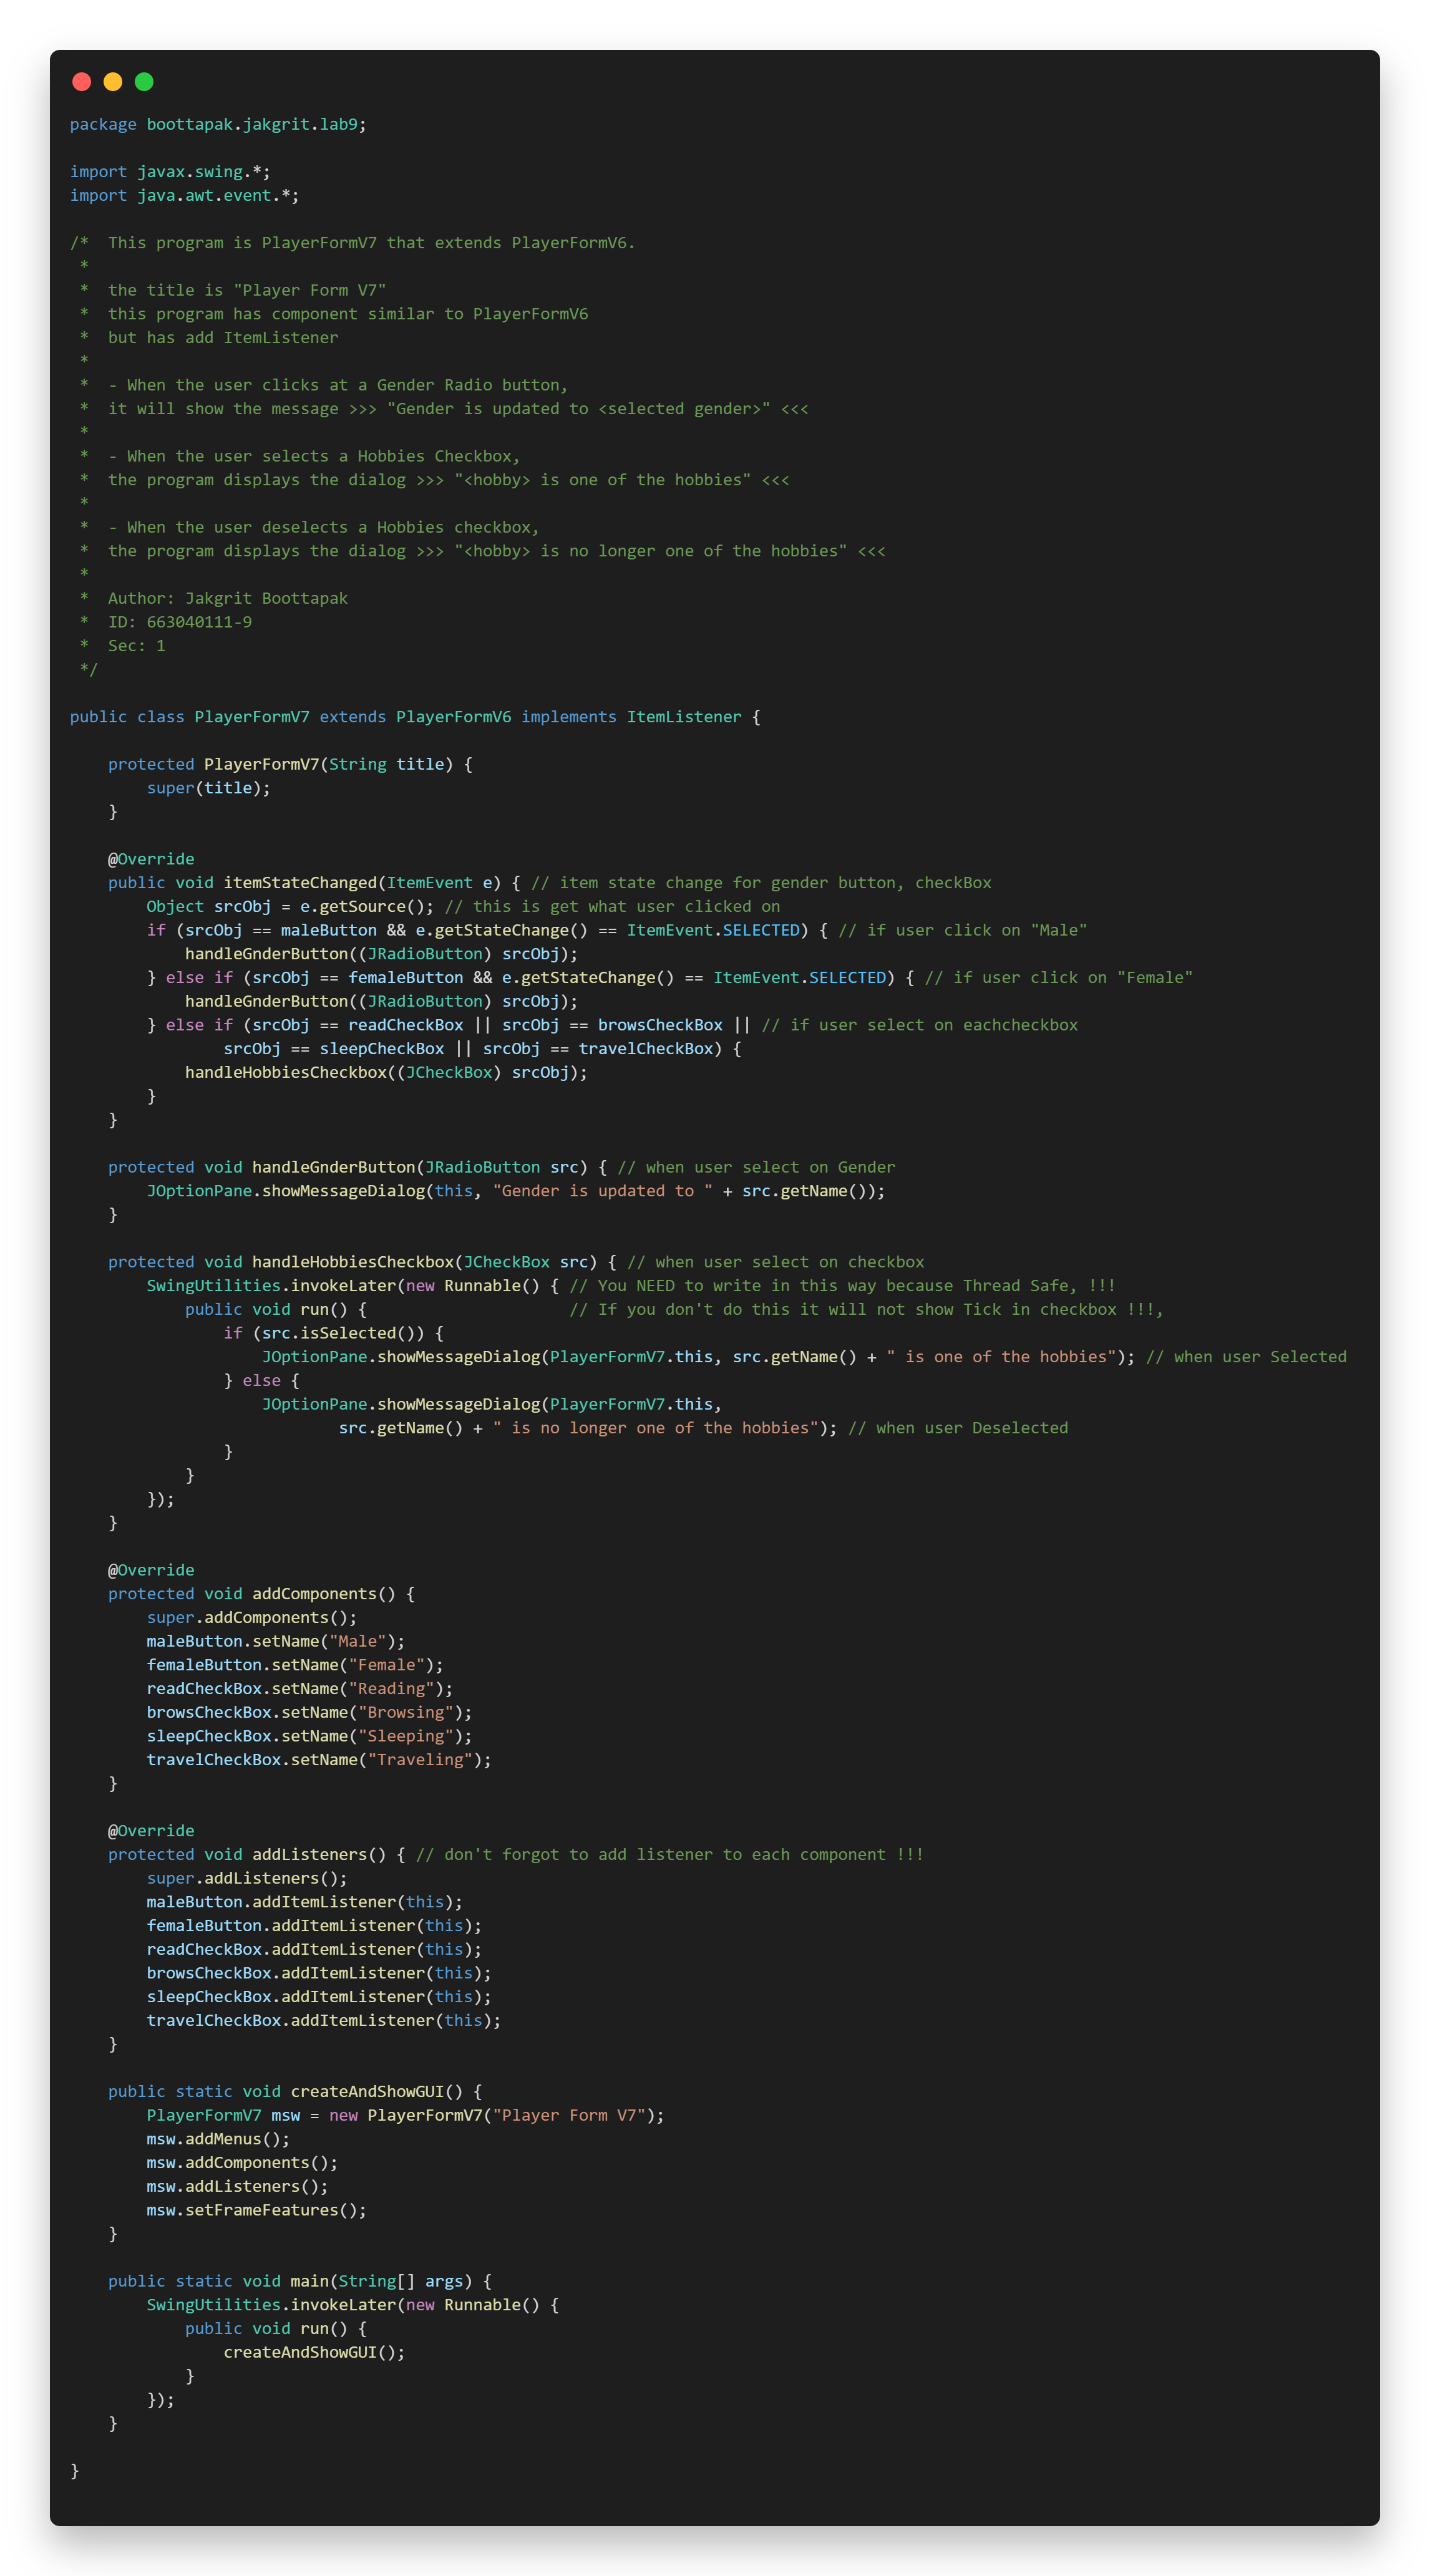 package boottapak.jakgrit.lab9;

import javax.swing.*;
import java.awt.event.*;

/*  This program is PlayerFormV7 that extends PlayerFormV6.
 *
 *  the title is "Player Form V7"
 *  this program has component similar to PlayerFormV6
 *  but has add ItemListener
 *
 *  - When the user clicks at a Gender Radio button,
 *  it will show the message >>> "Gender is updated to <selected gender>" <<<
 *
 *  - When the user selects a Hobbies Checkbox,
 *  the program displays the dialog >>> "<hobby> is one of the hobbies" <<<
 *
 *  - When the user deselects a Hobbies checkbox,
 *  the program displays the dialog >>> "<hobby> is no longer one of the hobbies" <<<
 *
 *  Author: Jakgrit Boottapak
 *  ID: 663040111-9
 *  Sec: 1
 */

public class PlayerFormV7 extends PlayerFormV6 implements ItemListener {

    protected PlayerFormV7(String title) {
        super(title);
    }

    @Override
    public void itemStateChanged(ItemEvent e) { // item state change for gender button, checkBox
        Object srcObj = e.getSource(); // this is get what user clicked on
        if (srcObj == maleButton && e.getStateChange() == ItemEvent.SELECTED) { // if user click on "Male"
            handleGnderButton((JRadioButton) srcObj);
        } else if (srcObj == femaleButton && e.getStateChange() == ItemEvent.SELECTED) { // if user click on "Female"
            handleGnderButton((JRadioButton) srcObj);
        } else if (srcObj == readCheckBox || srcObj == browsCheckBox || // if user select on eachcheckbox
                srcObj == sleepCheckBox || srcObj == travelCheckBox) {
            handleHobbiesCheckbox((JCheckBox) srcObj);
        }
    }

    protected void handleGnderButton(JRadioButton src) { // when user select on Gender
        JOptionPane.showMessageDialog(this, "Gender is updated to " + src.getName());
    }

    protected void handleHobbiesCheckbox(JCheckBox src) { // when user select on checkbox
        SwingUtilities.invokeLater(new Runnable() { // You NEED to write in this way because Thread Safe, !!!
            public void run() {                     // If you don't do this it will not show Tick in checkbox !!!,
                if (src.isSelected()) {
                    JOptionPane.showMessageDialog(PlayerFormV7.this, src.getName() + " is one of the hobbies"); // when user Selected
                } else {
                    JOptionPane.showMessageDialog(PlayerFormV7.this,
                            src.getName() + " is no longer one of the hobbies"); // when user Deselected
                }
            }
        });
    }

    @Override
    protected void addComponents() {
        super.addComponents();
        maleButton.setName("Male");
        femaleButton.setName("Female");
        readCheckBox.setName("Reading");
        browsCheckBox.setName("Browsing");
        sleepCheckBox.setName("Sleeping");
        travelCheckBox.setName("Traveling");
    }

    @Override
    protected void addListeners() { // don't forgot to add listener to each component !!!
        super.addListeners();
        maleButton.addItemListener(this);
        femaleButton.addItemListener(this);
        readCheckBox.addItemListener(this);
        browsCheckBox.addItemListener(this);
        sleepCheckBox.addItemListener(this);
        travelCheckBox.addItemListener(this);
    }

    public static void createAndShowGUI() {
        PlayerFormV7 msw = new PlayerFormV7("Player Form V7");
        msw.addMenus();
        msw.addComponents();
        msw.addListeners();
        msw.setFrameFeatures();
    }

    public static void main(String[] args) {
        SwingUtilities.invokeLater(new Runnable() {
            public void run() {
                createAndShowGUI();
            }
        });
    }

}